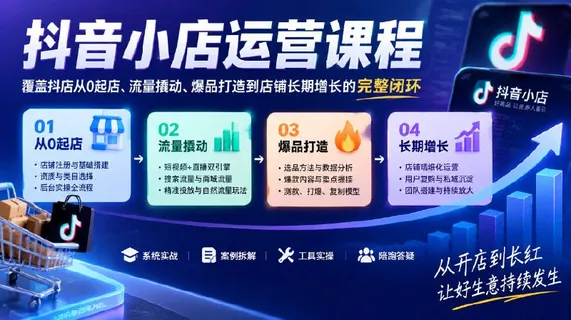 抖音小店运营课程
覆盖抖店从0起店、流量撬动、爆品打造到店铺长期增长的完整闭环
抖音小店
01
从0起店
店铺注册与基础搭建
资质与类目选择
后台实操全流程
02
流量撬动
短视频+直播双引擎
搜索流量与商城流量
精准投放与自然流量玩法
03
爆品打造
选品方法与数据分析
爆款内容与卖点提炼
测款、打爆、复制模型
04
长期增长
店铺精细化运营
用户复购与私域沉淀
团队搭建与持续放大
系统实战
案例拆解
工具实操
陪跑答疑
从开店到长红
让好生意持续发生